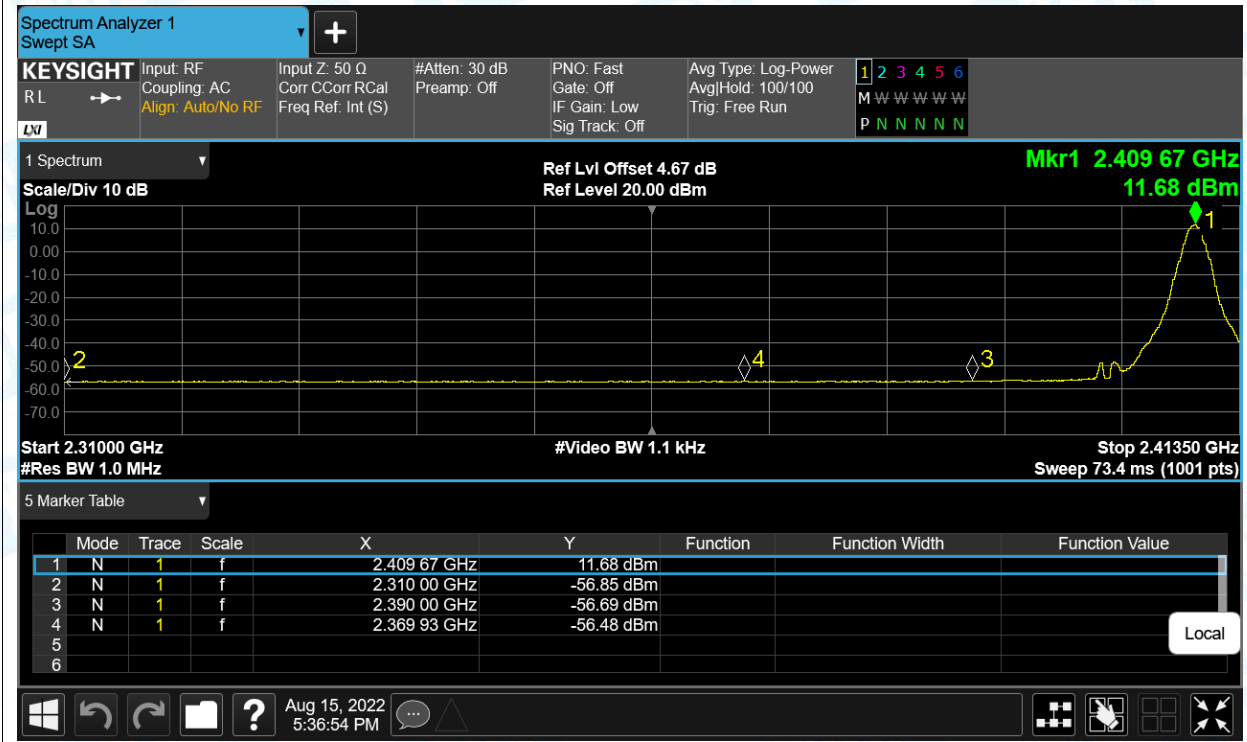 Spectrum Analyzer 1
Swept SA
KEYSIGHT
R L
LXI
Input: RF
Coupling: AC
Align: Auto/No RF
Input Z: 50 Ω
Corr CCorr RCal
Freq Ref: Int (S)
#Atten: 30 dB
Preamp: Off
PNO: Fast
Gate: Off
IF Gain: Low
Sig Track: Off
Avg Type: Log-Power
Avg|Hold: 100/100
Trig: Free Run
1 2 3 4 5 6
M W W W W W W
P N N N N N N
1 Spectrum
Scale/Div 10 dB
Ref Lvl Offset 4.67 dB
Ref Level 20.00 dBm
Mkr1 2.409 67 GHz
11.68 dBm
Log
10.0
0.00
-10.0
-20.0
-30.0
-40.0
-50.0
-60.0
-70.0
1
2
4
3
Start 2.31000 GHz
#Video BW 1.1 kHz
Stop 2.41350 GHz
#Res BW 1.0 MHz
Sweep 73.4 ms (1001 pts)
5 Marker Table
Mode Trace Scale X Y Function Function Width Function Value
1 N 1 f 2.409 67 GHz 11.68 dBm
2 N 1 f 2.310 00 GHz -56.85 dBm
3 N 1 f 2.390 00 GHz -56.69 dBm
4 N 1 f 2.369 93 GHz -56.48 dBm
5
6
Local
?
Aug 15, 2022
5:36:54 PM